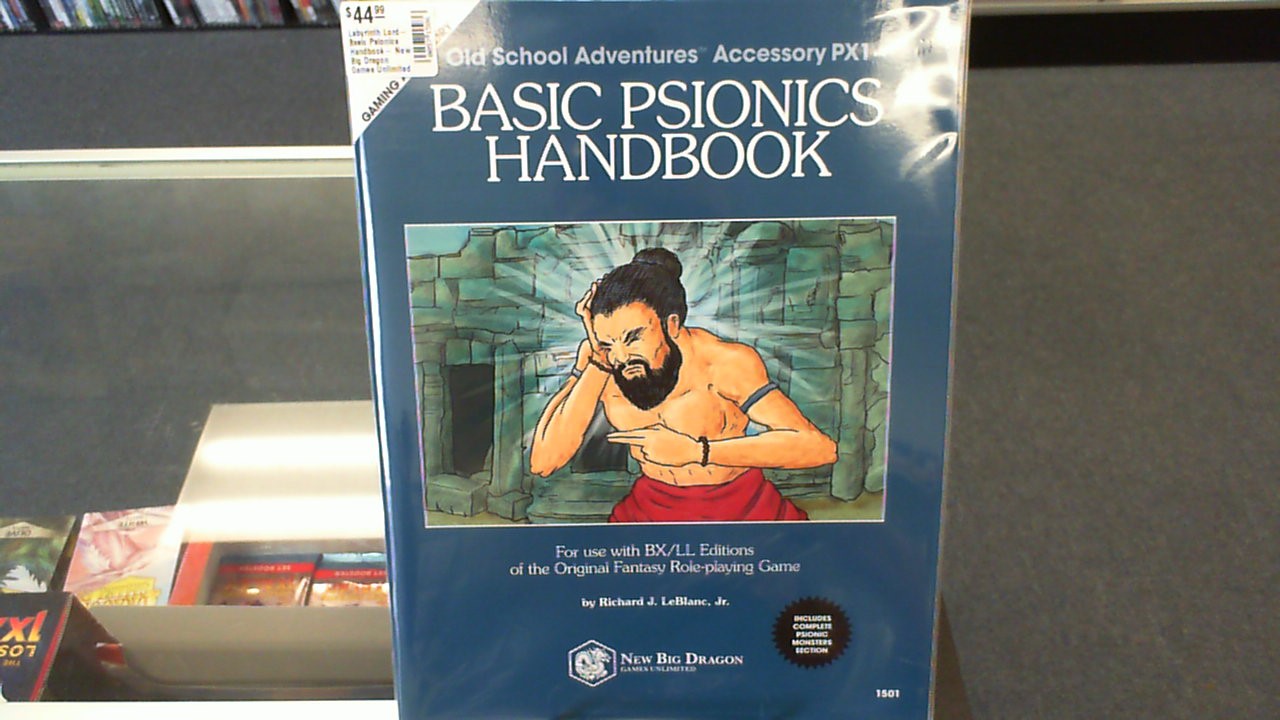 $44.99
Labyrinth Lord-
Basic Psionics
Handbook - New
Big Dragon
Games Unlimited
GAMING
Old School Adventures™ Accessory PX1
BASIC PSIONICS
HANDBOOK
For use with BX/LL Editions
of the Original Fantasy Role-playing Game
by Richard J. LeBlanc, Jr.
INCLUDES
COMPLETE
PSIONIC
MONSTERS
SECTION
NEW BIG DRAGON
GAMES UNLIMITED
1501
THE
LOST